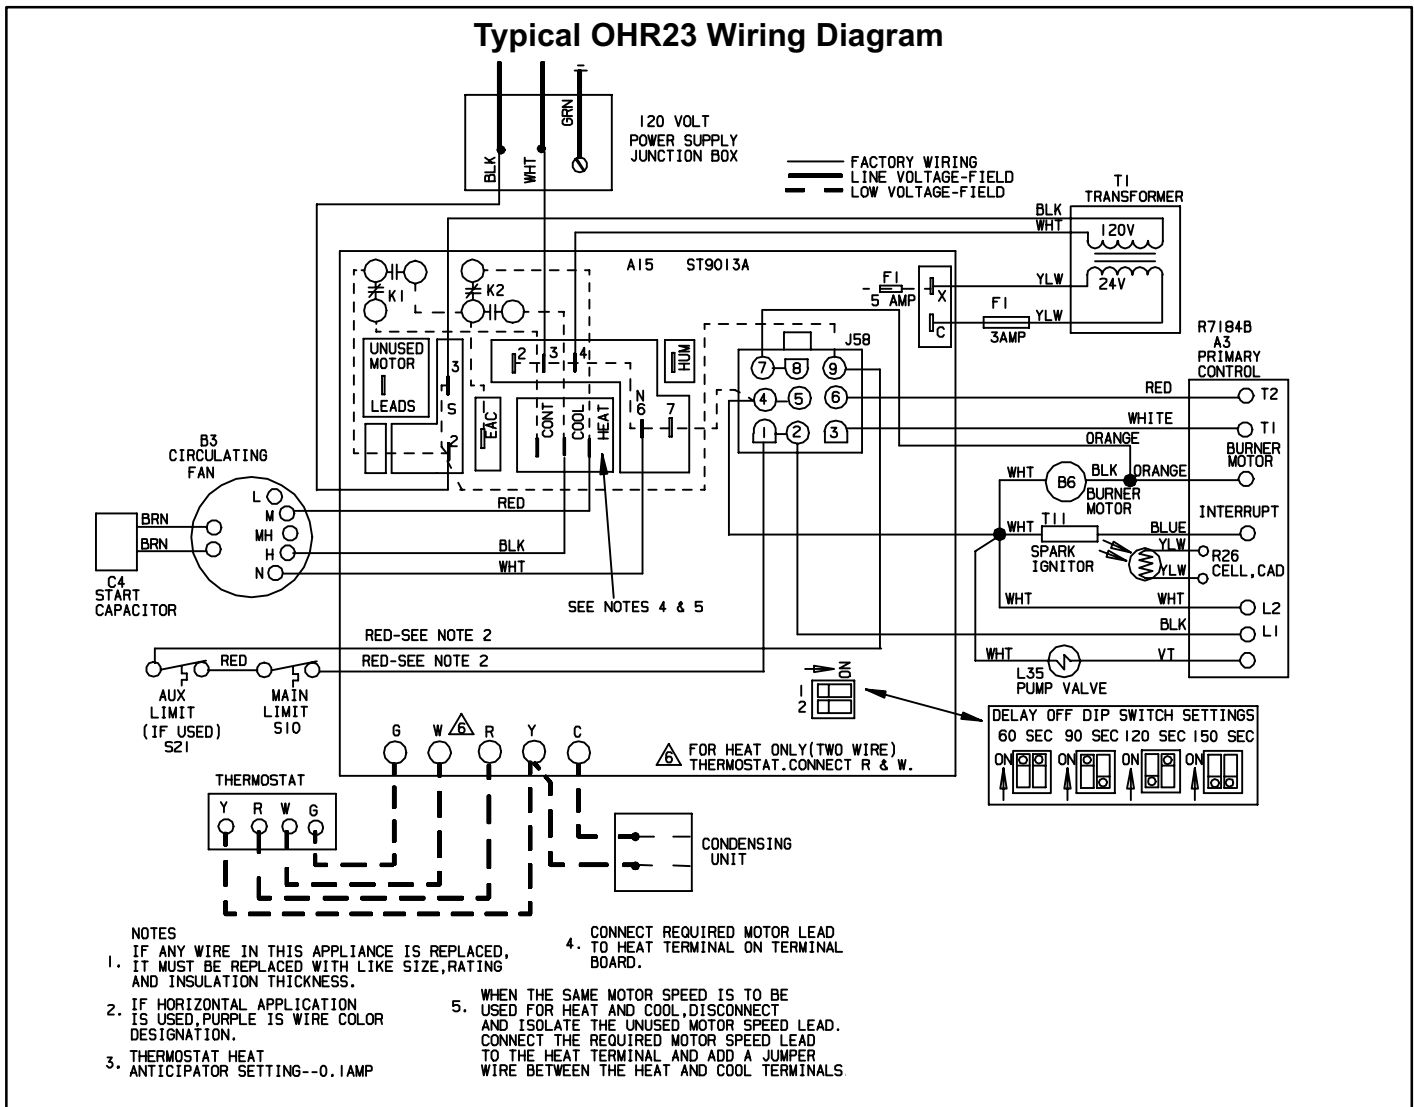 Typical OHR23 Wiring Diagram
120 VOLT
POWER SUPPLY
JUNCTION BOX
BLK
WHT
GRN
FACTORY WIRING
LINE VOLTAGE-FIELD
LOW VOLTAGE-FIELD
T1
TRANSFORMER
BLK
WHT
120V
24V
YLW
YLW
A15 ST9013A
F1
5 AMP
X
C
F1
3AMP
K1
K2
UNUSED
MOTOR
LEADS
3
S
2
EAC
2
3
4
HUM
CONT
COOL
HEAT
N
6
7
J58
7 8 9
4 5 6
1 2 3
R7184B
A3
PRIMARY
CONTROL
RED
T2
WHITE
T1
ORANGE
BURNER
MOTOR
WHT
B6
BLK
ORANGE
BURNER
MOTOR
INTERRUPT
WHT
T11
BLUE
SPARK
IGNITOR
YLW
YLW
R26
CELL,CAD
WHT
WHT
L2
BLK
L1
WHT
VT
L35
PUMP VALVE
B3
CIRCULATING
FAN
L
M
MH
H
N
BRN
BRN
C4
START
CAPACITOR
RED
BLK
WHT
SEE NOTES 4 & 5
RED-SEE NOTE 2
RED-SEE NOTE 2
RED
AUX
LIMIT
(IF USED)
S21
MAIN
LIMIT
S10
ON
1
2
DELAY OFF DIP SWITCH SETTINGS
60 SEC 90 SEC 120 SEC 150 SEC
ON ON ON ON
G W 6 R Y C
6 FOR HEAT ONLY(TWO WIRE)
THERMOSTAT.CONNECT R & W.
THERMOSTAT
Y R W G
CONDENSING
UNIT
NOTES
1. IF ANY WIRE IN THIS APPLIANCE IS REPLACED,
IT MUST BE REPLACED WITH LIKE SIZE,RATING
AND INSULATION THICKNESS.
2. IF HORIZONTAL APPLICATION
IS USED,PURPLE IS WIRE COLOR
DESIGNATION.
3. THERMOSTAT HEAT
ANTICIPATOR SETTING--0.1AMP
4. CONNECT REQUIRED MOTOR LEAD
TO HEAT TERMINAL ON TERMINAL
BOARD.
5. WHEN THE SAME MOTOR SPEED IS TO BE
USED FOR HEAT AND COOL,DISCONNECT
AND ISOLATE THE UNUSED MOTOR SPEED LEAD.
CONNECT THE REQUIRED MOTOR SPEED LEAD
TO THE HEAT TERMINAL AND ADD A JUMPER
WIRE BETWEEN THE HEAT AND COOL TERMINALS